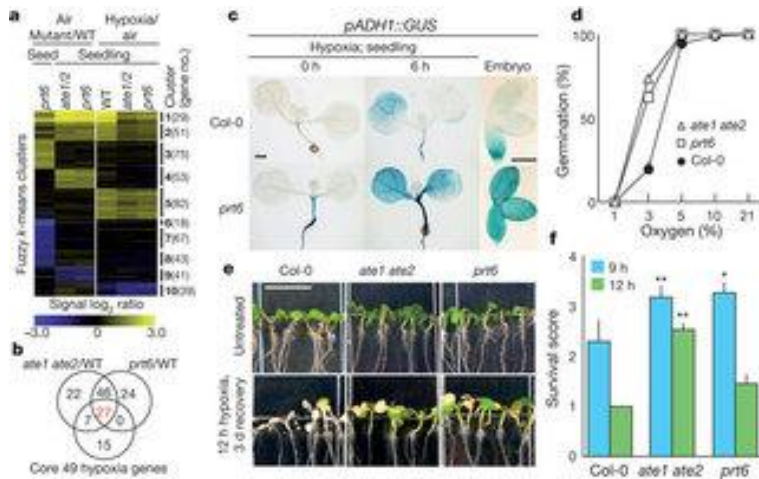 a
Air
Mutant/WT
Hypoxia/
air
Seed
Seedling
prt6
ate1/2
prt6
WT
ate1/2
prt6
Cluster
(gene no.)
Fuzzy k-means clusters
1(29)
2(51)
3(75)
4(53)
5(82)
6(18)
7(67)
8(43)
9(41)
10(39)
Signal log2 ratio
-3.0
3.0
b
ate1 ate2/WT
prt6/WT
22
46
24
27
7
0
15
Core 49 hypoxia genes
c
pADH1::GUS
Hypoxia; seedling
0 h
6 h
Embryo
Col-0
prt6
d
Germination (%)
100
50
0
1
3
5
10
21
Oxygen (%)
ate1 ate2
prt6
Col-0
e
Col-0
ate1 ate2
prt6
Untreated
12 h hypoxia,
3 d recovery
f
Survival score
4
3
2
1
0
9 h
12 h
**
**
*
Col-0
ate1 ate2
prt6